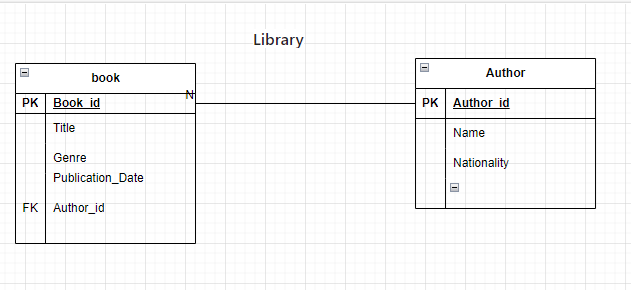 Library
book
PK Book_id
N
Title
Genre
Publication_Date
FK Author_id
Author
PK Author_id
Name
Nationality